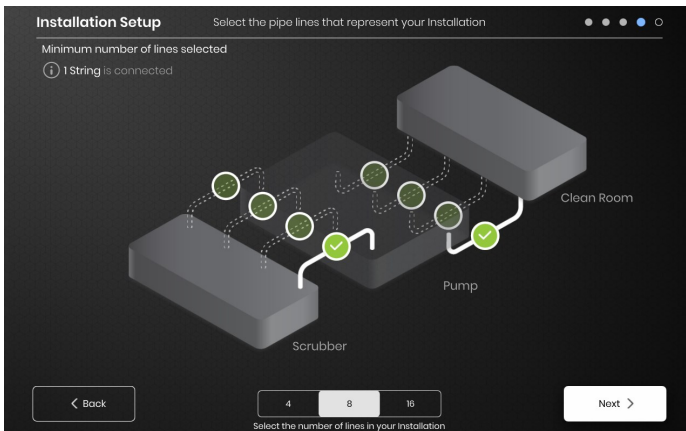 Installation Setup
Select the pipe lines that represent your Installation
Minimum number of lines selected
i 1 String is connected
Clean Room
Pump
Scrubber
< Back
4 8 16
Next >
Select the number of lines in your Installation